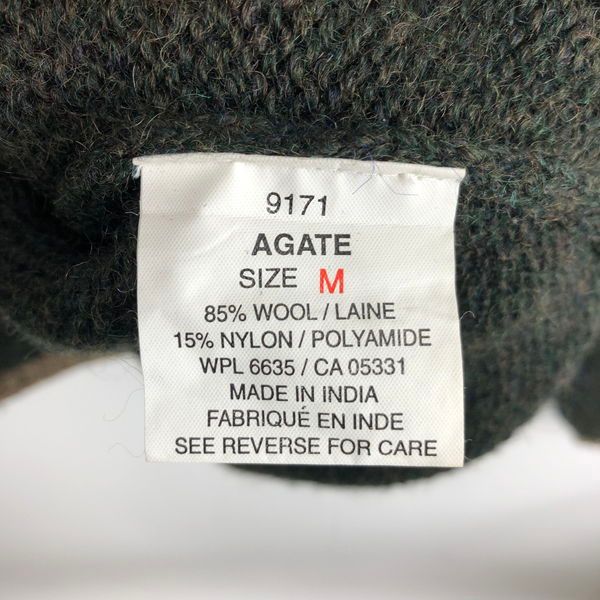 9171
AGATE
SIZE M
85% WOOL / LAINE
15% NYLON / POLYAMIDE
WPL 6635 / CA 05331
MADE IN INDIA
FABRIQUÉ EN INDE
SEE REVERSE FOR CARE